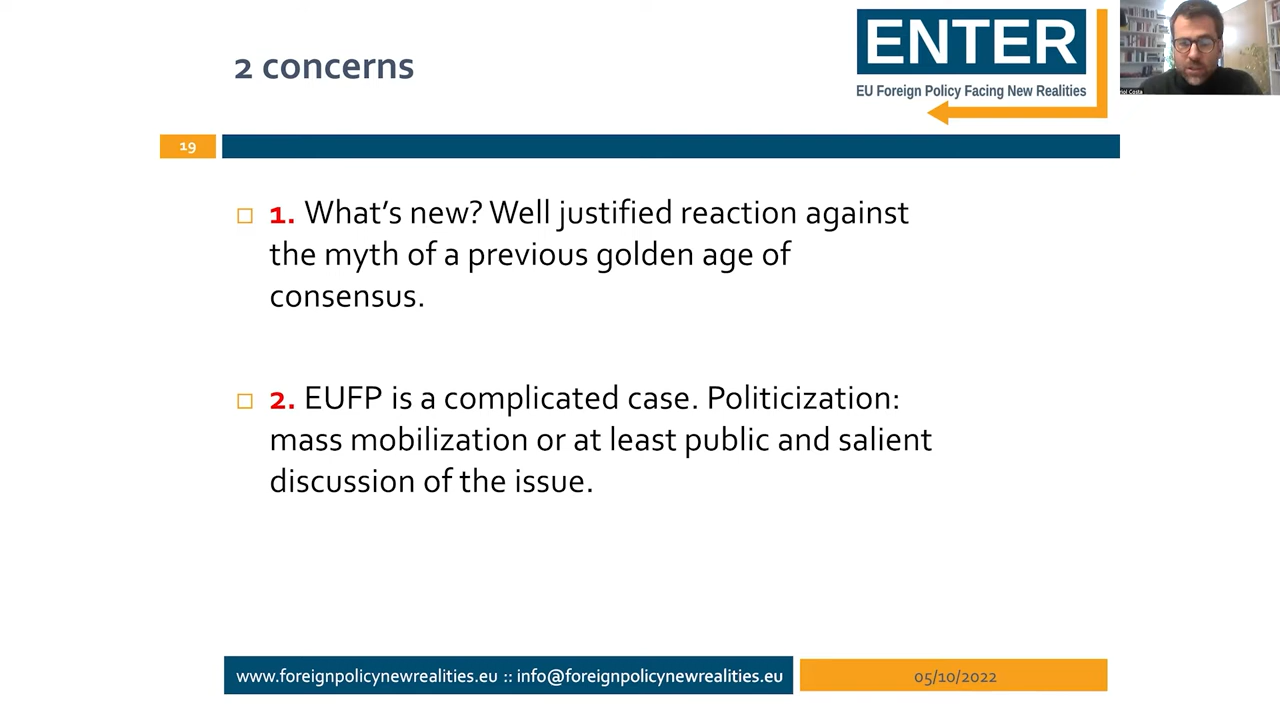 2 concerns
ENTER
EU Foreign Policy Facing New Realities
19
1. What's new? Well justified reaction against
the myth of a previous golden age of
consensus.
2. EUFP is a complicated case. Politicization:
mass mobilization or at least public and salient
discussion of the issue.
www.foreignpolicynewrealities.eu :: info@foreignpolicynewrealities.eu
05/10/2022